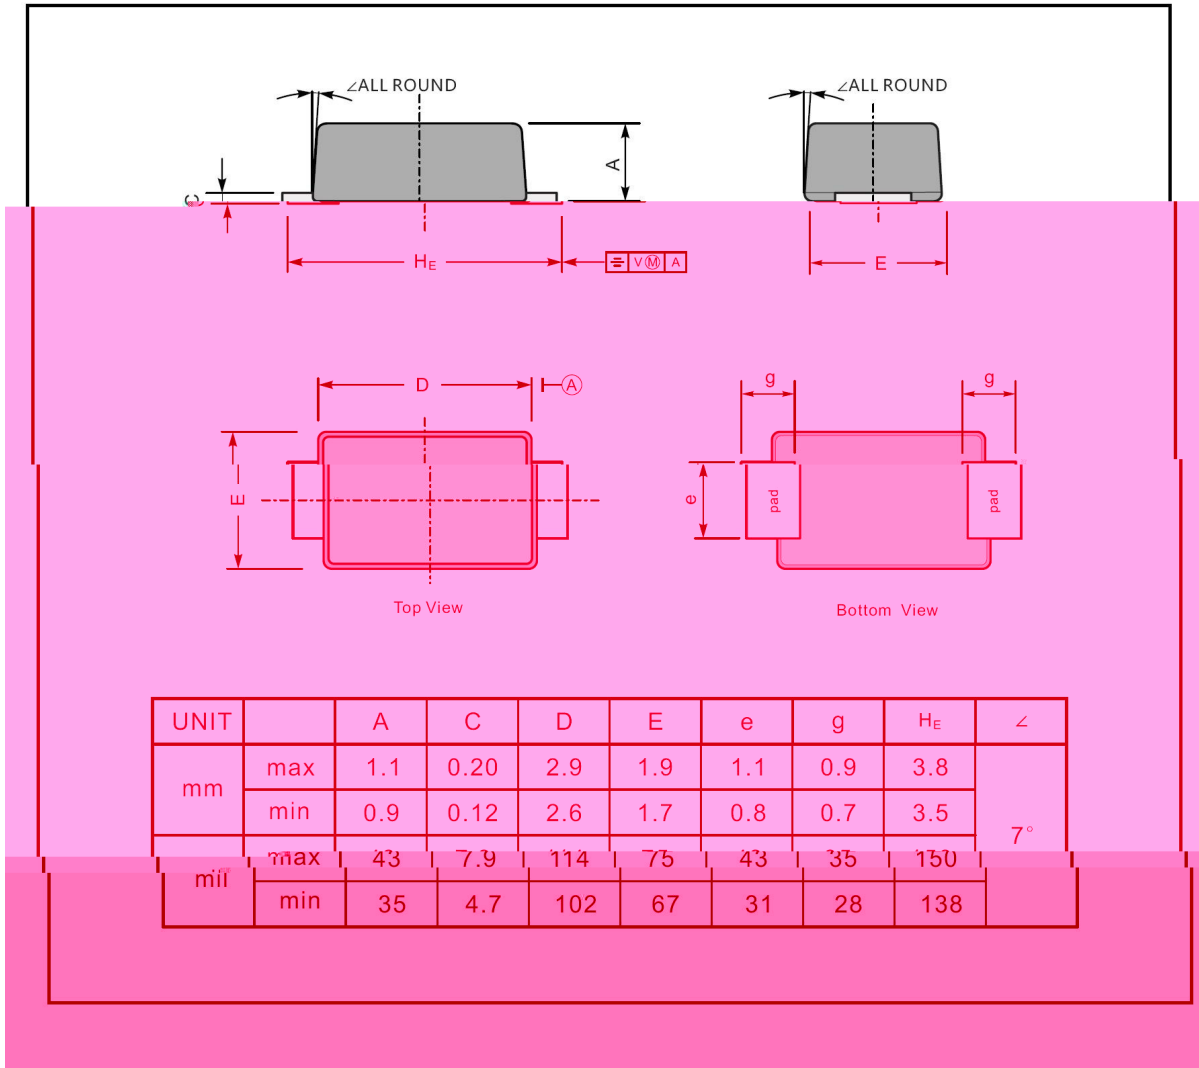 ∠ALL ROUND
∠ALL ROUND
A
C
HE
V Ⓜ A
E
D
Ⓐ
g
g
E
e
pad
pad
Top View
Bottom View
UNIT A C D E e g HE ∠
mm max 1.1 0.20 2.9 1.9 1.1 0.9 3.8
min 0.9 0.12 2.6 1.7 0.8 0.7 3.5
7°
mil max 43 7.9 114 75 43 35 150
min 35 4.7 102 67 31 28 138